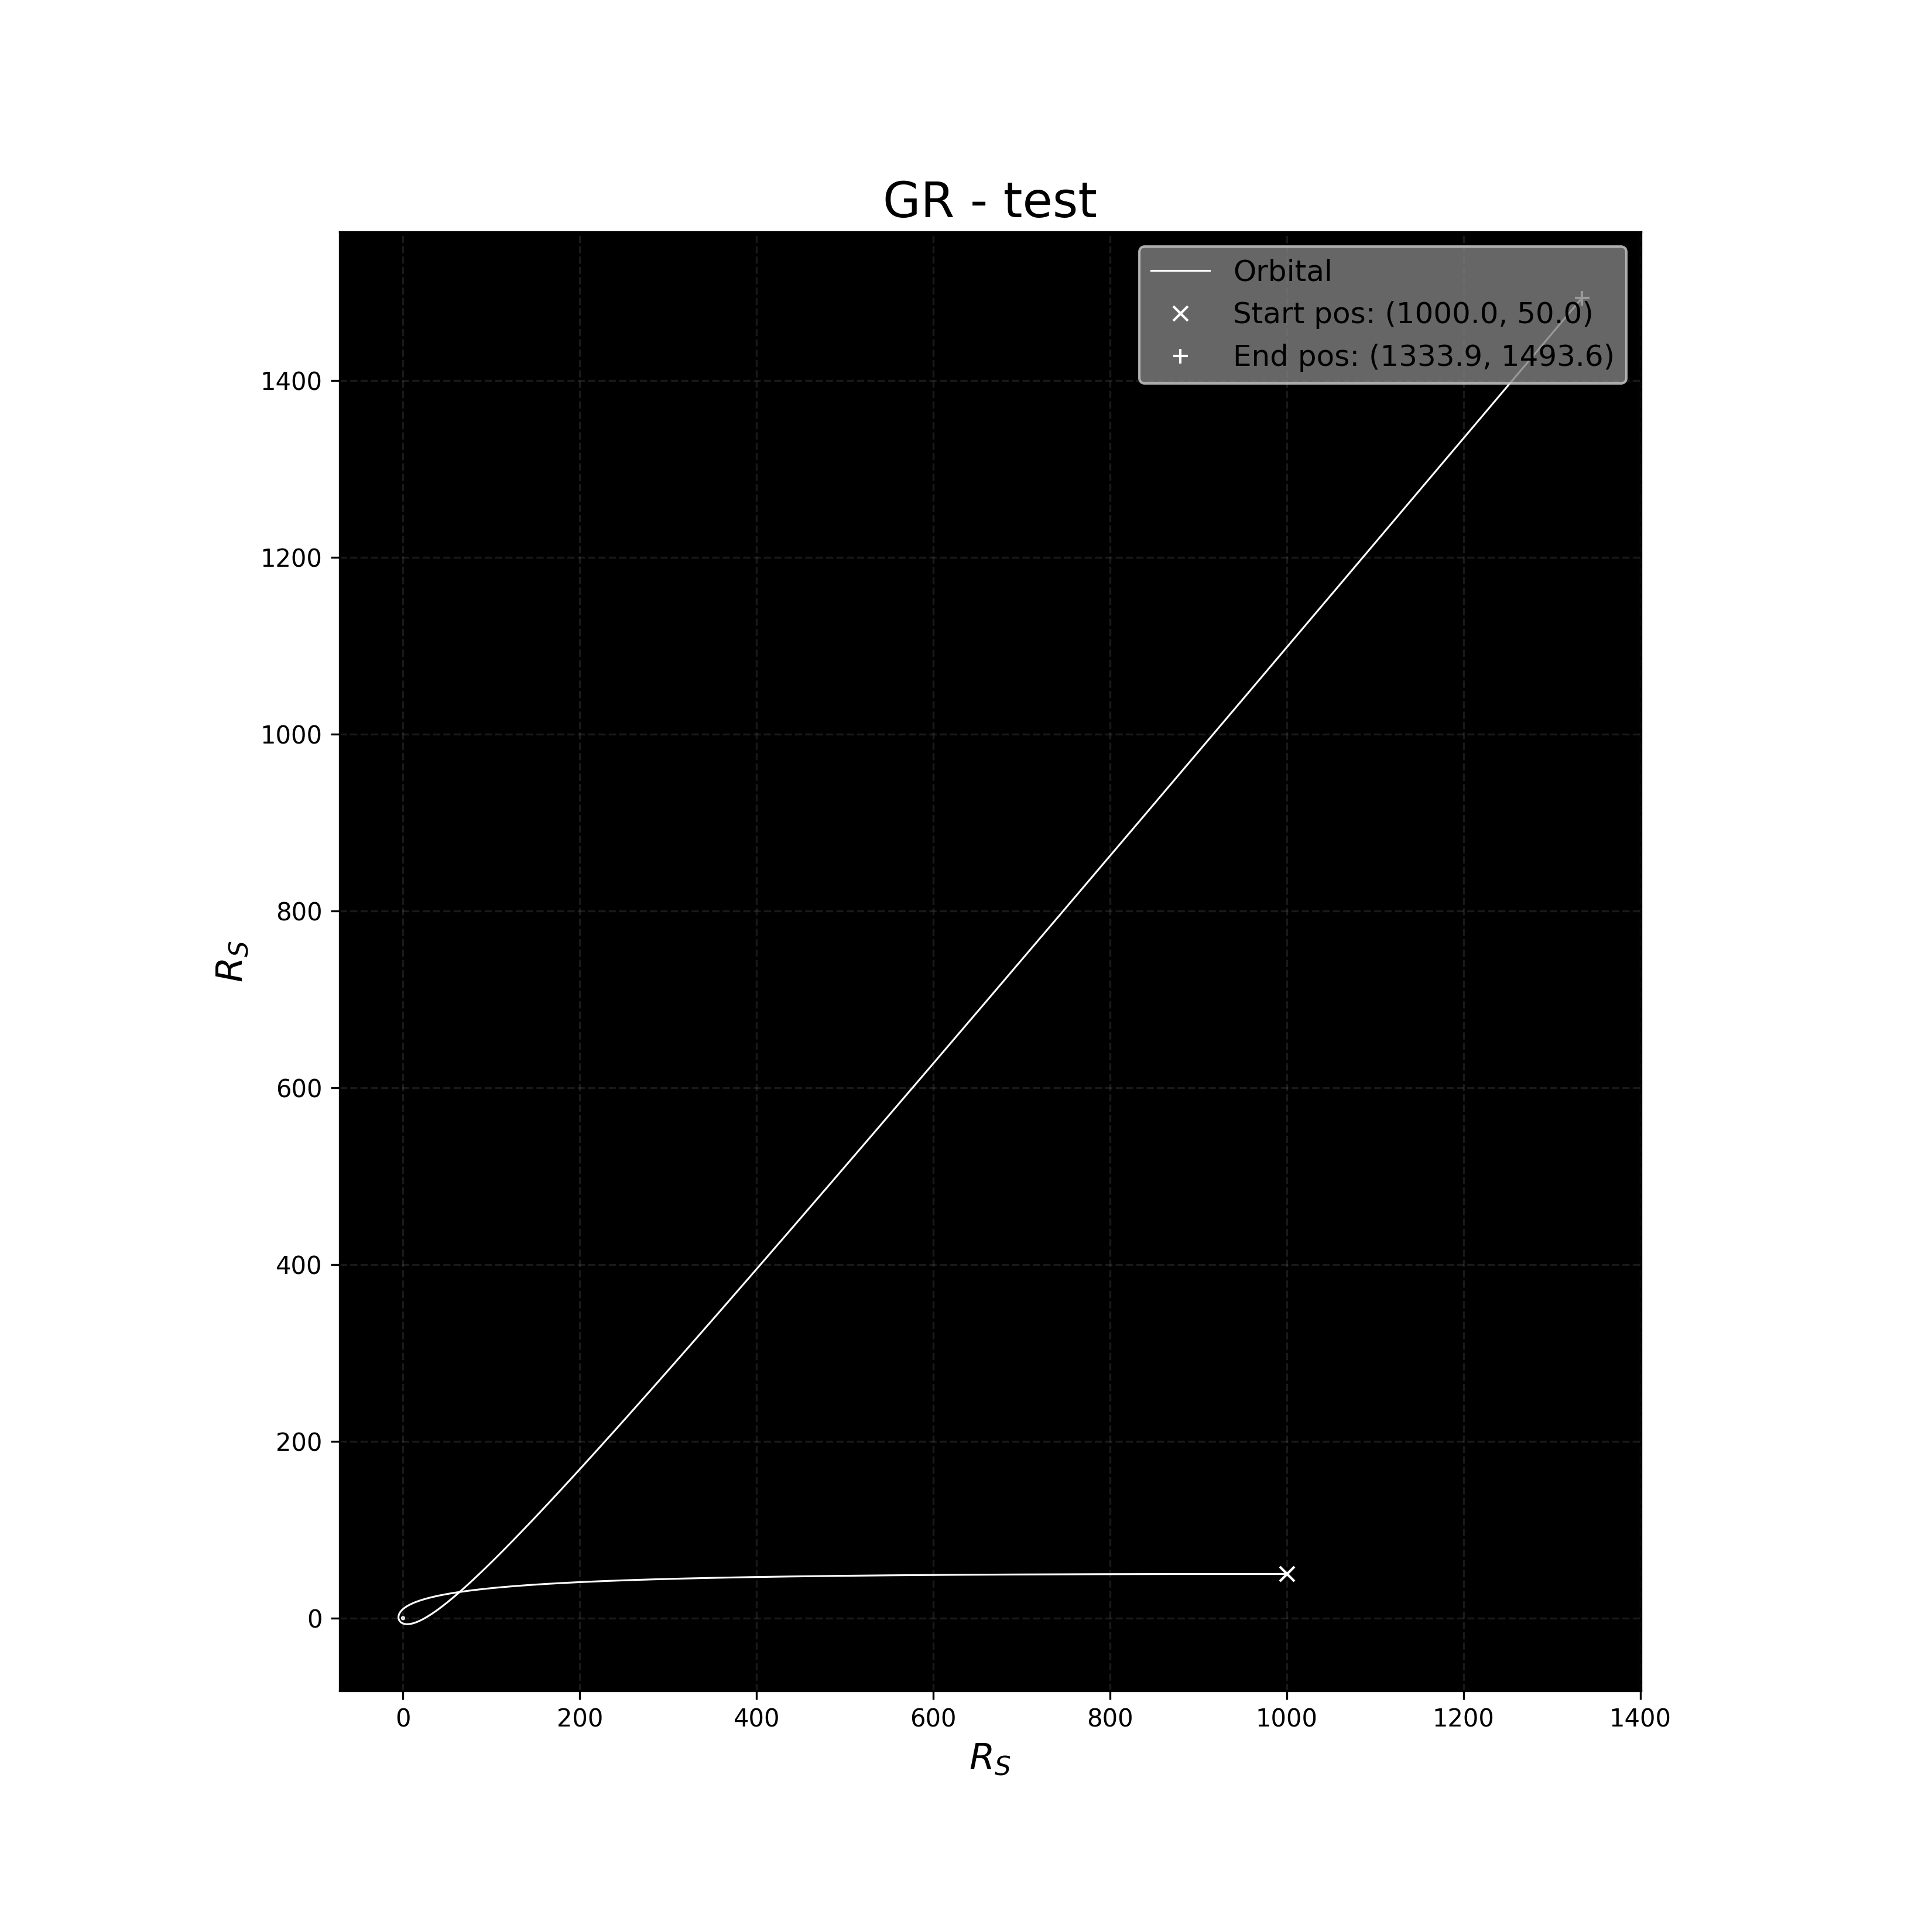 GR - test
Orbital
Start pos: (1000.0, 50.0)
End pos: (1333.9, 1493.6)
1400
1200
1000
800
600
400
200
0
R_S
0 200 400 600 800 1000 1200 1400
R_S